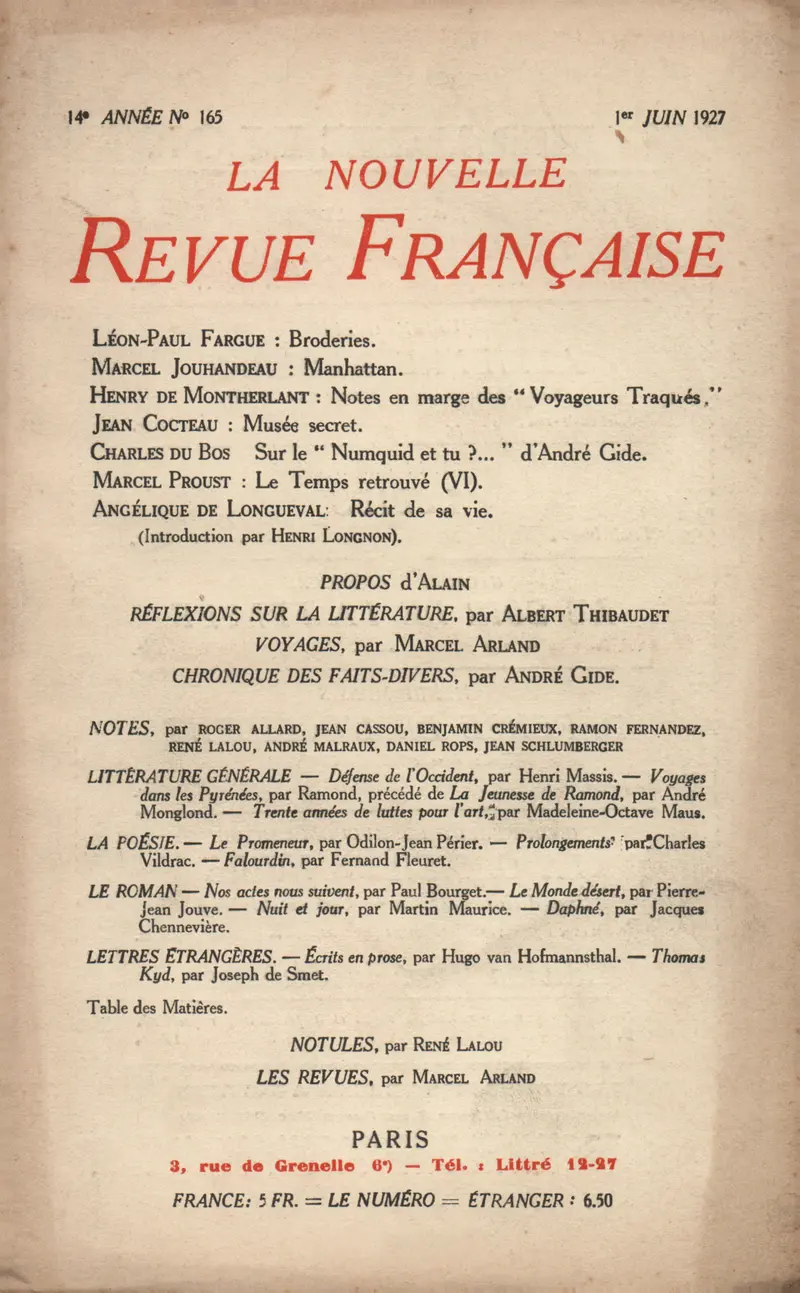 14e ANNÉE No 165
1er JUIN 1927
LA NOUVELLE
REVUE FRANÇAISE
LÉON-PAUL FARGUE : Broderies.
MARCEL JOUHANDEAU : Manhattan.
HENRY DE MONTHERLANT : Notes en marge des “ Voyageurs Traqués.”
JEAN COCTEAU : Musée secret.
CHARLES DU BOS Sur le “ Numquid et tu ?... ” d'André Gide.
MARCEL PROUST : Le Temps retrouvé (VI).
ANGÉLIQUE DE LONGUEVAL: Récit de sa vie.
(Introduction par HENRI LONGNON).
PROPOS d'ALAIN
RÉFLEXIONS SUR LA LITTÉRATURE, par ALBERT THIBAUDET
VOYAGES, par MARCEL ARLAND
CHRONIQUE DES FAITS-DIVERS, par ANDRÉ GIDE.
NOTES, par ROGER ALLARD, JEAN CASSOU, BENJAMIN CRÉMIEUX, RAMON FERNANDEZ,
RENÉ LALOU, ANDRÉ MALRAUX, DANIEL ROPS, JEAN SCHLUMBERGER
LITTÉRATURE GÉNÉRALE — Défense de l'Occident, par Henri Massis. — Voyages
dans les Pyrénées, par Ramond, précédé de La Jeunesse de Ramond, par André
Monglond. — Trente années de luttes pour l'art, par Madeleine-Octave Maus.
LA POÉSIE. — Le Promeneur, par Odilon-Jean Périer. — Prolongements par Charles
Vildrac. — Falourdin, par Fernand Fleuret.
LE ROMAN — Nos actes nous suivent, par Paul Bourget. — Le Monde désert, par Pierre-
Jean Jouve. — Nuit et jour, par Martin Maurice. — Daphné, par Jacques
Chennevière.
LETTRES ÉTRANGÈRES. — Écrits en prose, par Hugo van Hofmannsthal. — Thomas
Kyd, par Joseph de Smet.
Table des Matières.
NOTULES, par RENÉ LALOU
LES REVUES, par MARCEL ARLAND
PARIS
3, rue de Grenelle 6e) — Tél. : Littré 12-27
FRANCE: 5 FR. = LE NUMÉRO = ÉTRANGER : 6.50